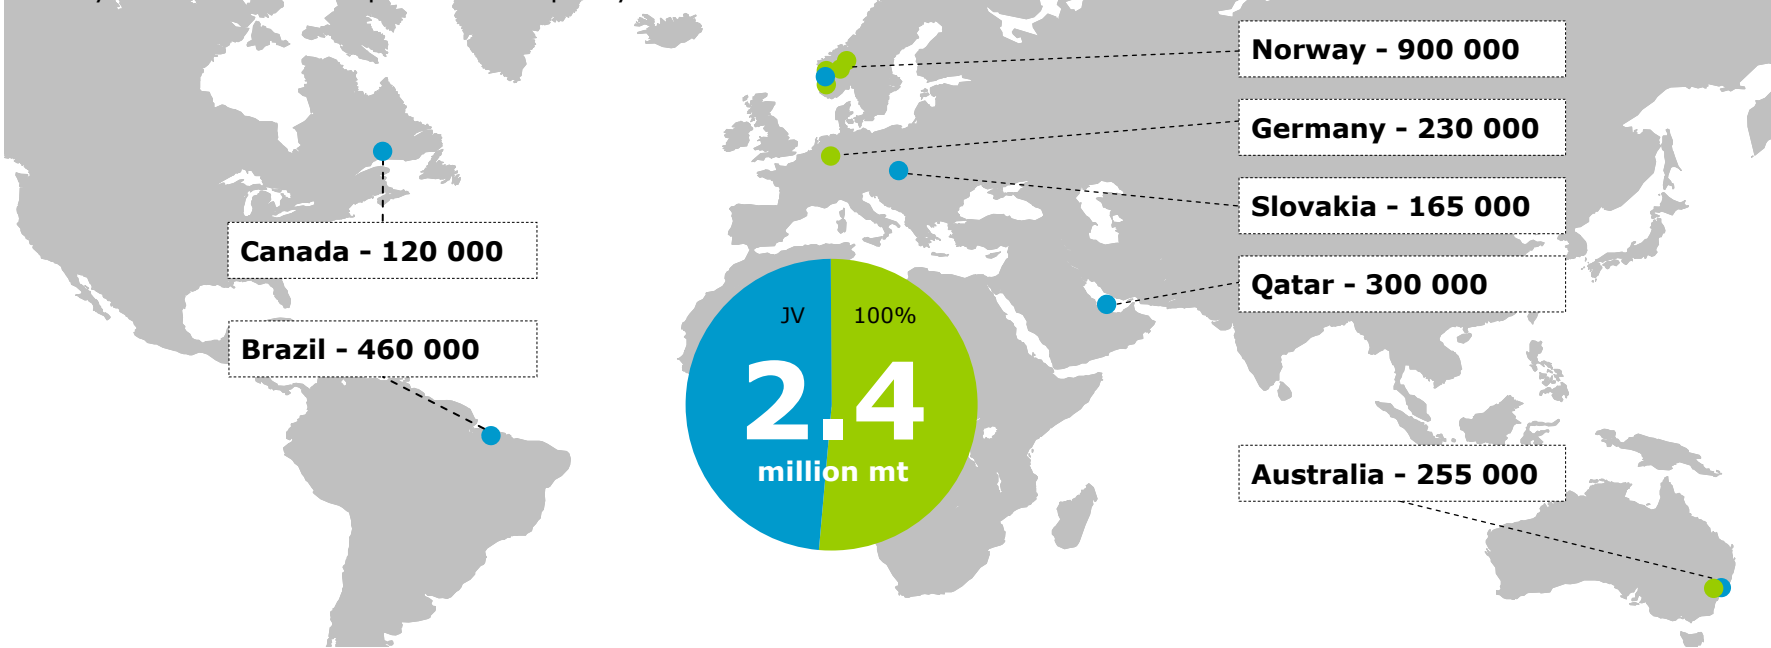 Norway - 900 000
Germany - 230 000
Slovakia - 165 000
Canada - 120 000
Qatar - 300 000
JV 100%
Brazil - 460 000
2.4
million mt
Australia - 255 000